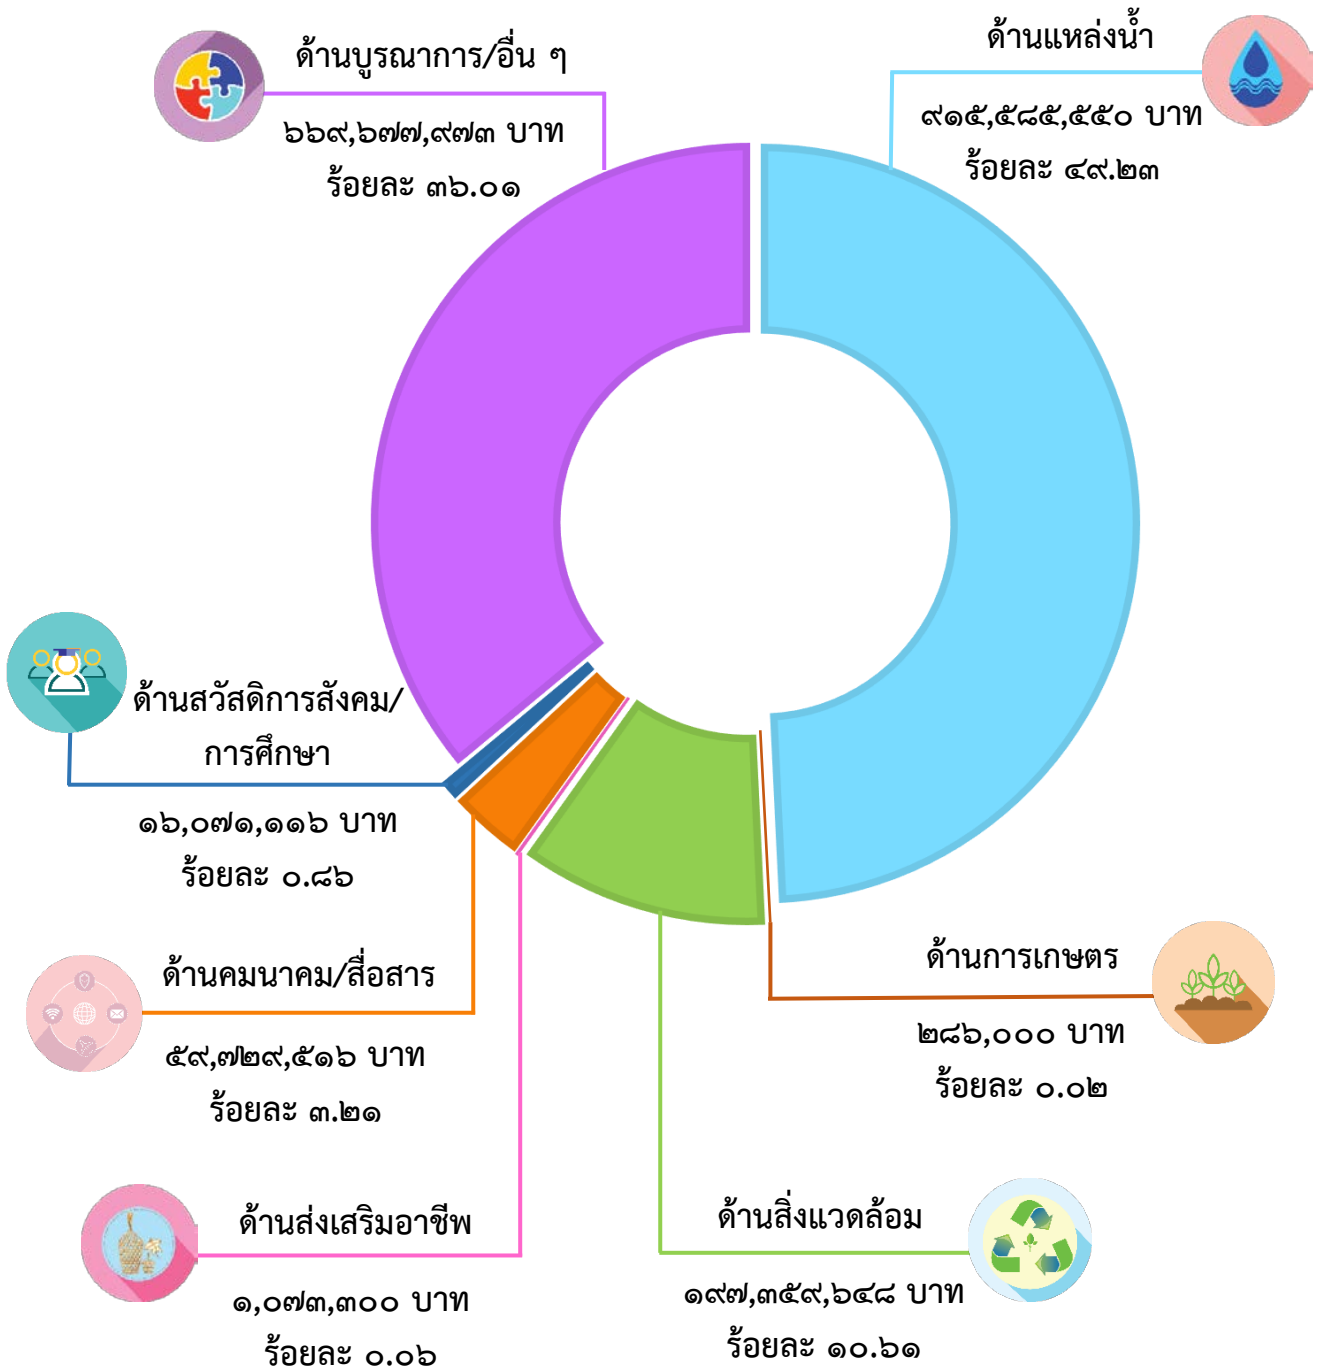 ด้านบูรณาการ/อื่น ๆ
๖๖๙,๖๗๗,๙๗๓ บาท
ร้อยละ ๓๖.๐๑
ด้านแหล่งน้ำ
๙๑๕,๕๘๕,๕๕๐ บาท
ร้อยละ ๔๙.๒๓
ด้านสวัสดิการสังคม/
การศึกษา
๑๖,๐๗๑,๑๑๖ บาท
ร้อยละ ๐.๘๖
ด้านคมนาคม/สื่อสาร
๕๙,๗๒๙,๕๑๖ บาท
ร้อยละ ๓.๒๑
ด้านการเกษตร
๒๘๖,๐๐๐ บาท
ร้อยละ ๐.๐๒
ด้านส่งเสริมอาชีพ
๑,๐๗๓,๓๐๐ บาท
ร้อยละ ๐.๐๖
ด้านสิ่งแวดล้อม
๑๙๗,๓๕๙,๖๔๘ บาท
ร้อยละ ๑๐.๖๑